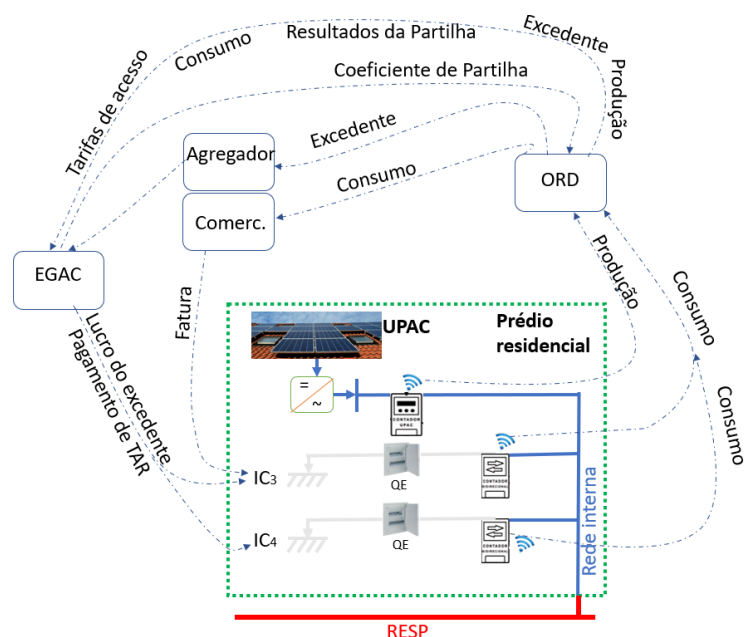 Resultados da Partilha
Excedente
Consumo
Produção
Tarifas de acesso
Coeficiente de Partilha
Excedente
Agregador
Consumo
ORD
Comerc.
EGAC
Produção
Consumo
Fatura
Lucro do excedente
Pagamento de TAR
UPAC
Prédio
residencial
=
~
CONTADOR
UPAC
Consumo
IC3
QE
CONTADOR
BIDIRECIONAL
Rede interna
IC4
QE
CONTADOR
BIDIRECIONAL
RESP